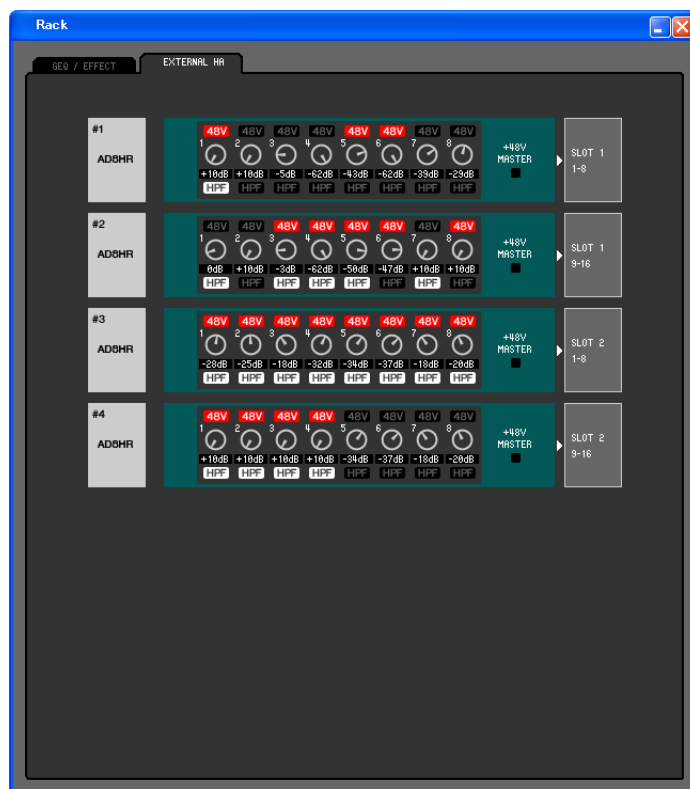 Rack
GEQ / EFFECT
EXTERNAL HA
#1
AD8HR
48V 48V 48V 48V 48V 48V 48V 48V
1 2 3 4 5 6 7 8
+10dB +10dB -5dB -62dB -43dB -62dB -39dB -29dB
HPF HPF HPF HPF HPF HPF HPF HPF
+48V
MASTER
SLOT 1
1-8
#2
AD8HR
48V 48V 48V 48V 48V 48V 48V 48V
1 2 3 4 5 6 7 8
0dB +10dB -3dB -62dB -50dB -47dB +10dB +10dB
HPF HPF HPF HPF HPF HPF HPF HPF
+48V
MASTER
SLOT 1
9-16
#3
AD8HR
48V 48V 48V 48V 48V 48V 48V 48V
1 2 3 4 5 6 7 8
-28dB -25dB -18dB -32dB -34dB -37dB -18dB -20dB
HPF HPF HPF HPF HPF HPF HPF HPF
+48V
MASTER
SLOT 2
1-8
#4
AD8HR
48V 48V 48V 48V 48V 48V 48V 48V
1 2 3 4 5 6 7 8
+10dB +10dB +10dB +10dB -34dB -37dB -18dB -20dB
HPF HPF HPF HPF HPF HPF HPF HPF
+48V
MASTER
SLOT 2
9-16